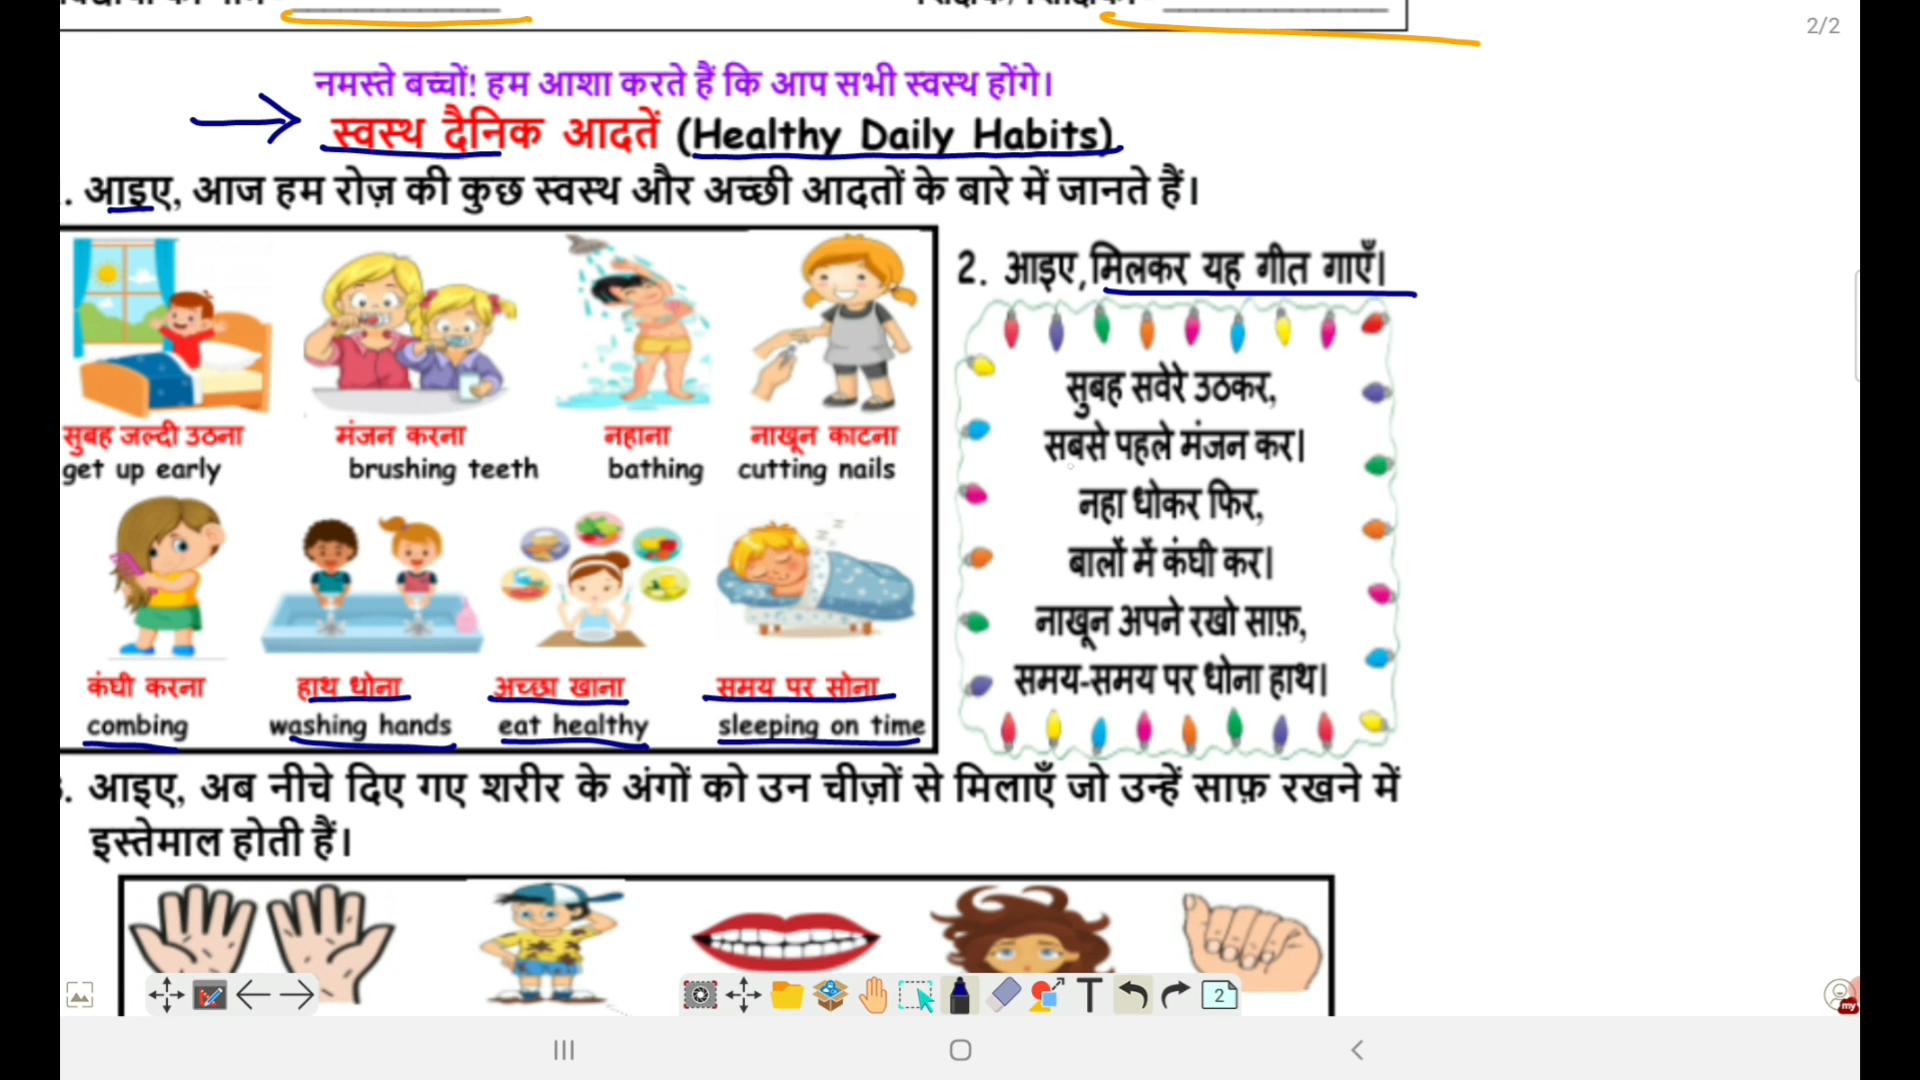 2/2
नमस्ते बच्चों! हम आशा करते हैं कि आप सभी स्वस्थ होंगे।
स्वस्थ दैनिक आदतें (Healthy Daily Habits)
. आइए, आज हम रोज़ की कुछ स्वस्थ और अच्छी आदतों के बारे में जानते हैं।
सुबह जल्दी उठना मंजन करना नहाना नाखून काटना
get up early brushing teeth bathing cutting nails
कंघी करना हाथ धोना अच्छा खाना समय पर सोना
combing washing hands eat healthy sleeping on time
2. आइए,मिलकर यह गीत गाएँ।
सुबह सवेरे उठकर,
सबसे पहले मंजन कर।
नहा धोकर फिर,
बालों में कंघी कर।
नाखून अपने रखो साफ़,
समय-समय पर धोना हाथ।
. आइए, अब नीचे दिए गए शरीर के अंगों को उन चीज़ों से मिलाएँ जो उन्हें साफ़ रखने में
इस्तेमाल होती हैं।
T
2
my